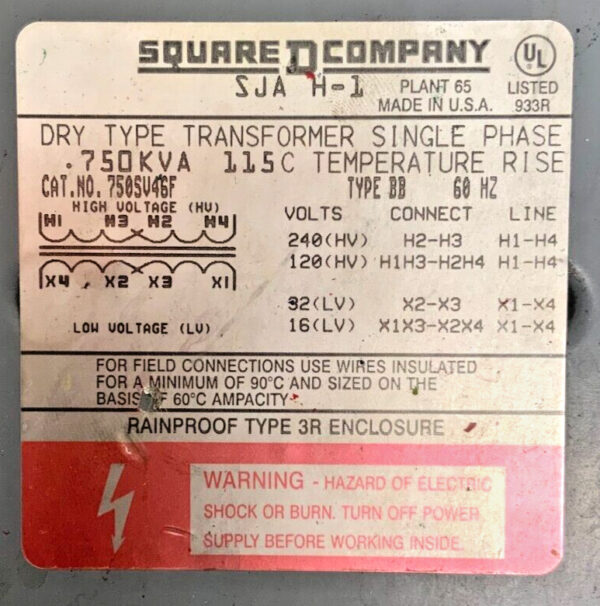 SQUARE D COMPANY
UL
SJA H-1
PLANT 65
MADE IN U.S.A.
LISTED
933R
DRY TYPE TRANSFORMER SINGLE PHASE
.750KVA 115C TEMPERATURE RISE
CAT.NO. 750SV46F TYPE BB 60 HZ
HIGH VOLTAGE (HV)
H1 H3 H2 H4
X4 X2 X3 X1
LOW VOLTAGE (LV)
VOLTS CONNECT LINE
240(HV) H2-H3 H1-H4
120(HV) H1H3-H2H4 H1-H4
32(LV) X2-X3 X1-X4
16(LV) X1X3-X2X4 X1-X4
FOR FIELD CONNECTIONS USE WIRES INSULATED
FOR A MINIMUM OF 90°C AND SIZED ON THE
BASIS OF 60°C AMPACITY
RAINPROOF TYPE 3R ENCLOSURE
WARNING - HAZARD OF ELECTRIC
SHOCK OR BURN. TURN OFF POWER
SUPPLY BEFORE WORKING INSIDE.